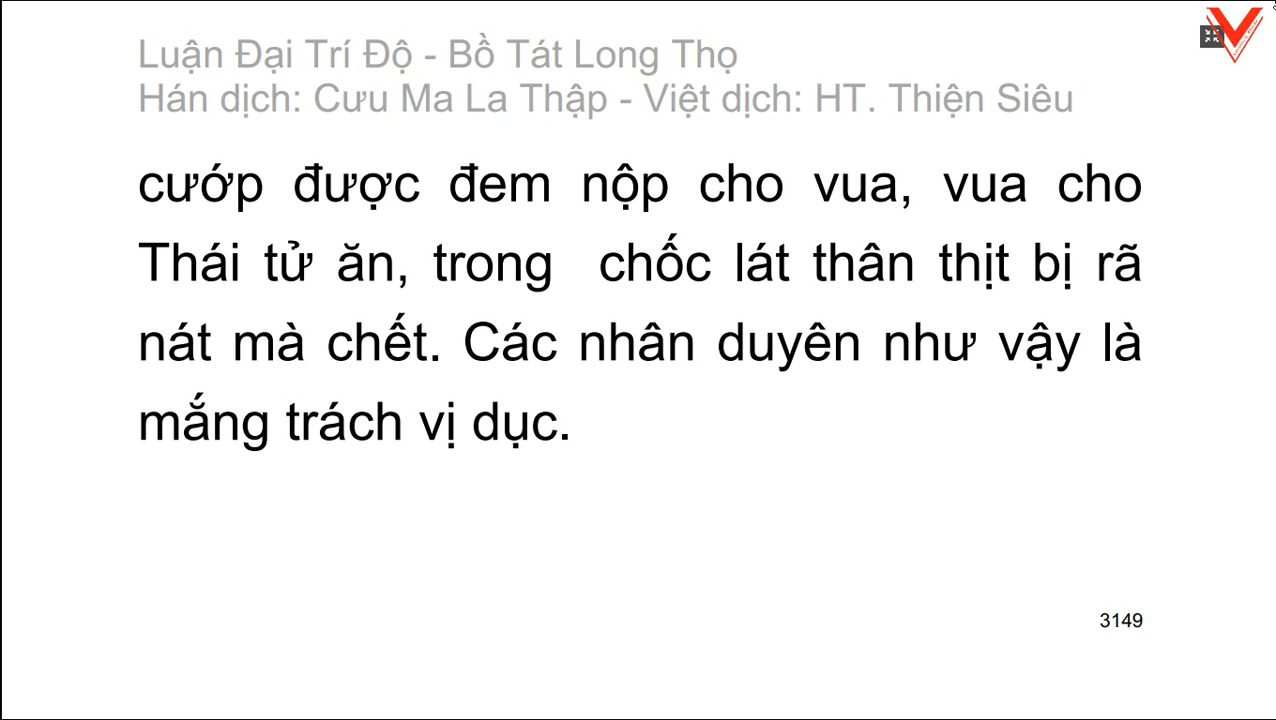 Luận Đại Trí Độ - Bồ Tát Long Thọ
Hán dịch: Cưu Ma La Thập - Việt dịch: HT. Thiện Siêu
cướp được đem nộp cho vua, vua cho
Thái tử ăn, trong chốc lát thân thịt bị rã
nát mà chết. Các nhân duyên như vậy là
mắng trách vị dục.
3149